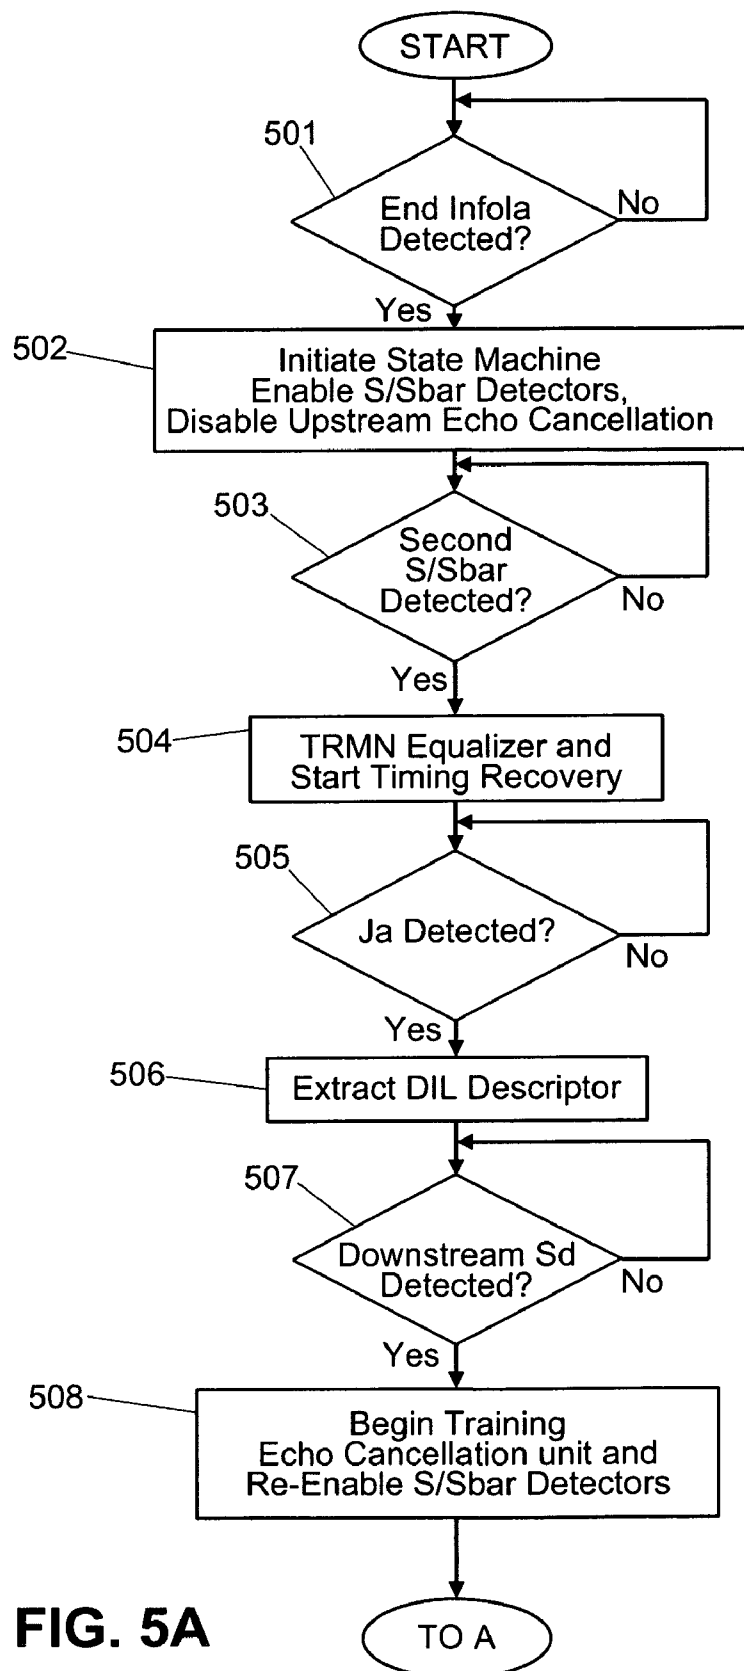 START
501
End Infola
Detected?
No
Yes
502
Initiate State Machine
Enable S/Sbar Detectors,
Disable Upstream Echo Cancellation
503
Second
S/Sbar
Detected?
No
Yes
504
TRMN Equalizer and
Start Timing Recovery
505
Ja Detected?
No
Yes
506
Extract DIL Descriptor
507
Downstream Sd
Detected?
No
Yes
508
Begin Training
Echo Cancellation unit and
Re-Enable S/Sbar Detectors
FIG. 5A
TO A